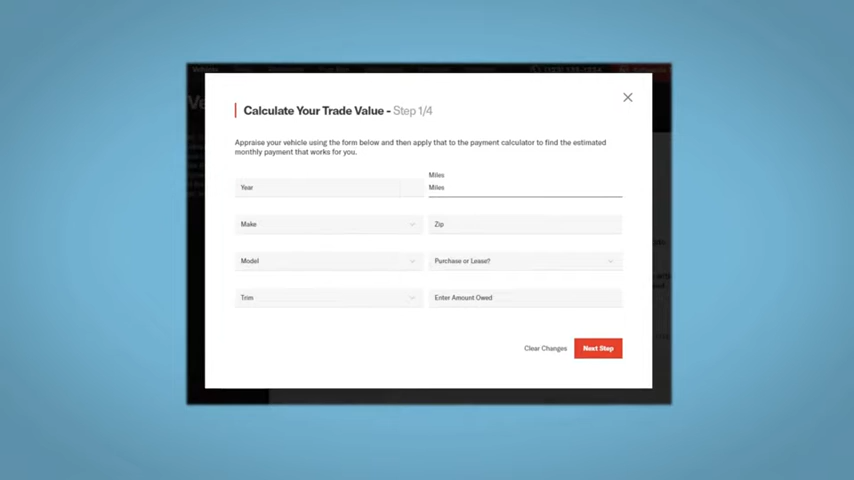 Calculate Your Trade Value - Step 1/4
Appraise your vehicle using the form below and then apply that to the payment calculator to find the estimated
monthly payment that works for you.
Miles
Year
Miles
Make
Zip
Model
Purchase or Lease?
Trim
Enter Amount Owed
Clear Changes
Next Step